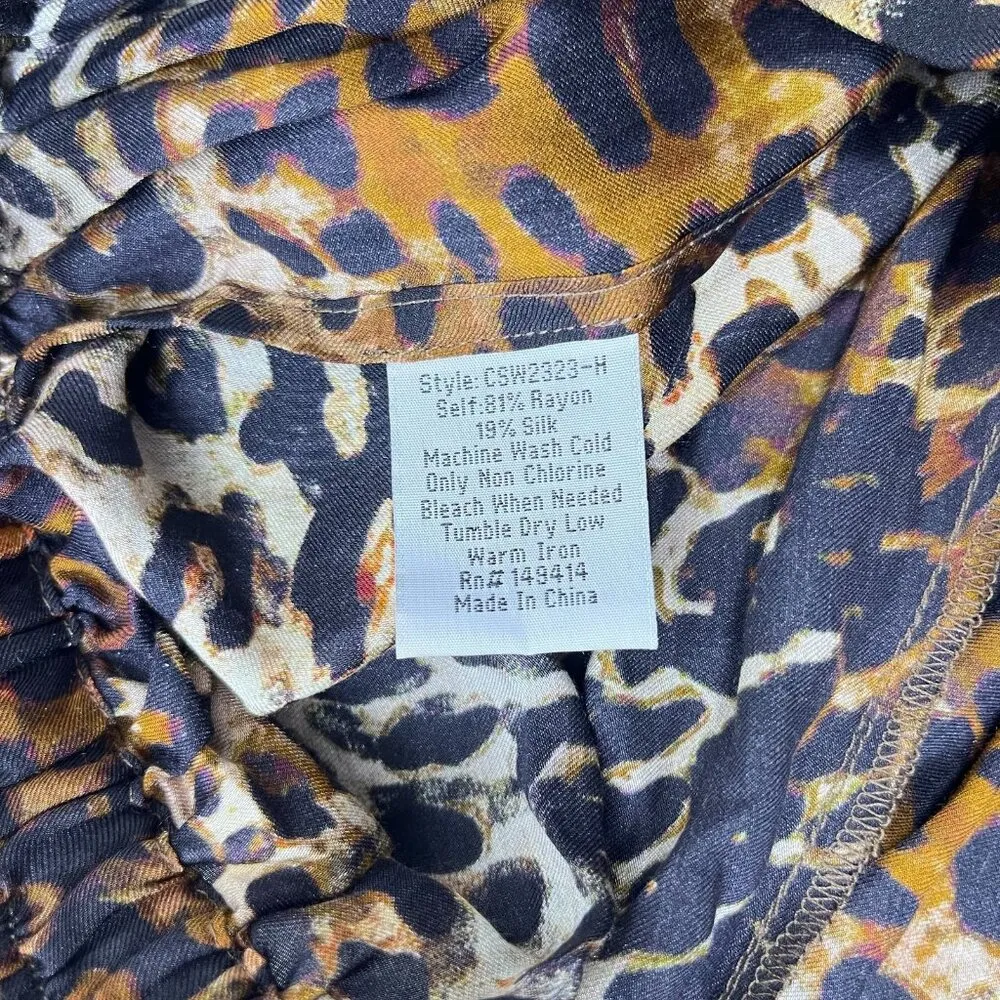 Style: CSW2323-H
Self:81% Rayon
19% Silk
Machine Wash Cold
Only Non Chlorine
Bleach When Needed
Tumble Dry Low
Warm Iron
Rn# 149414
Made In China